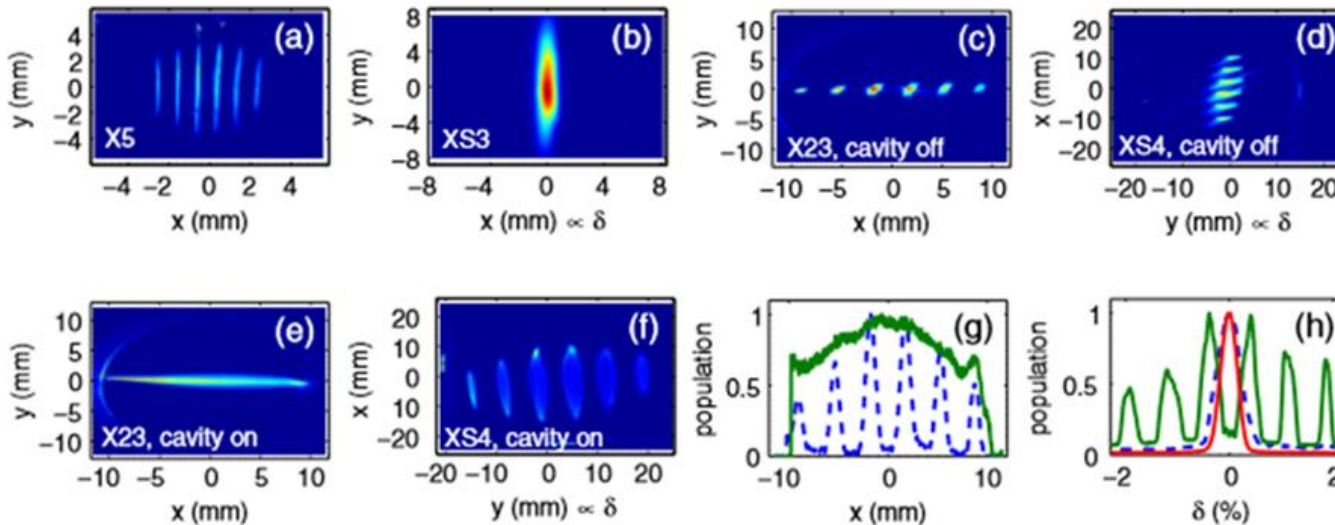 (a)
y (mm)
4
2
0
−2
−4
X5
−4 −2 0 2 4
x (mm)
(b)
y (mm)
8
4
0
−4
−8
XS3
−8 −4 0 4 8
x (mm) ∝ δ
(c)
y (mm)
10
5
0
−5
−10
X23, cavity off
−10 −5 0 5 10
x (mm)
(d)
x (mm)
20
10
0
−10
−20
XS4, cavity off
−20 −10 0 10 20
y (mm) ∝ δ
(e)
y (mm)
10
5
0
−5
−10
X23, cavity on
−10 −5 0 5 10
x (mm)
(f)
x (mm)
20
10
0
−10
−20
XS4, cavity on
−20 −10 0 10 20
y (mm) ∝ δ
(g)
population
1
0.5
0
−10 0 10
x (mm)
(h)
population
1
0.5
0
−2 0 2
δ (%)